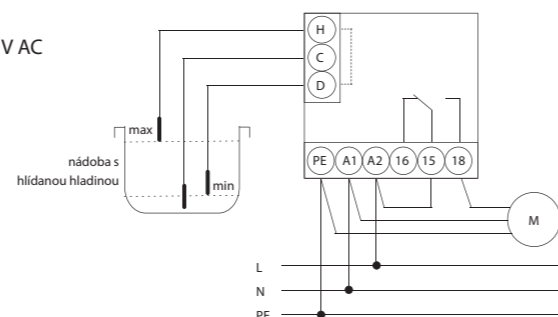 V AC
H
C
D
max
nádoba s
hlídanou hladinou
min
PE A1 A2 16 15 18
M
L
N
PE